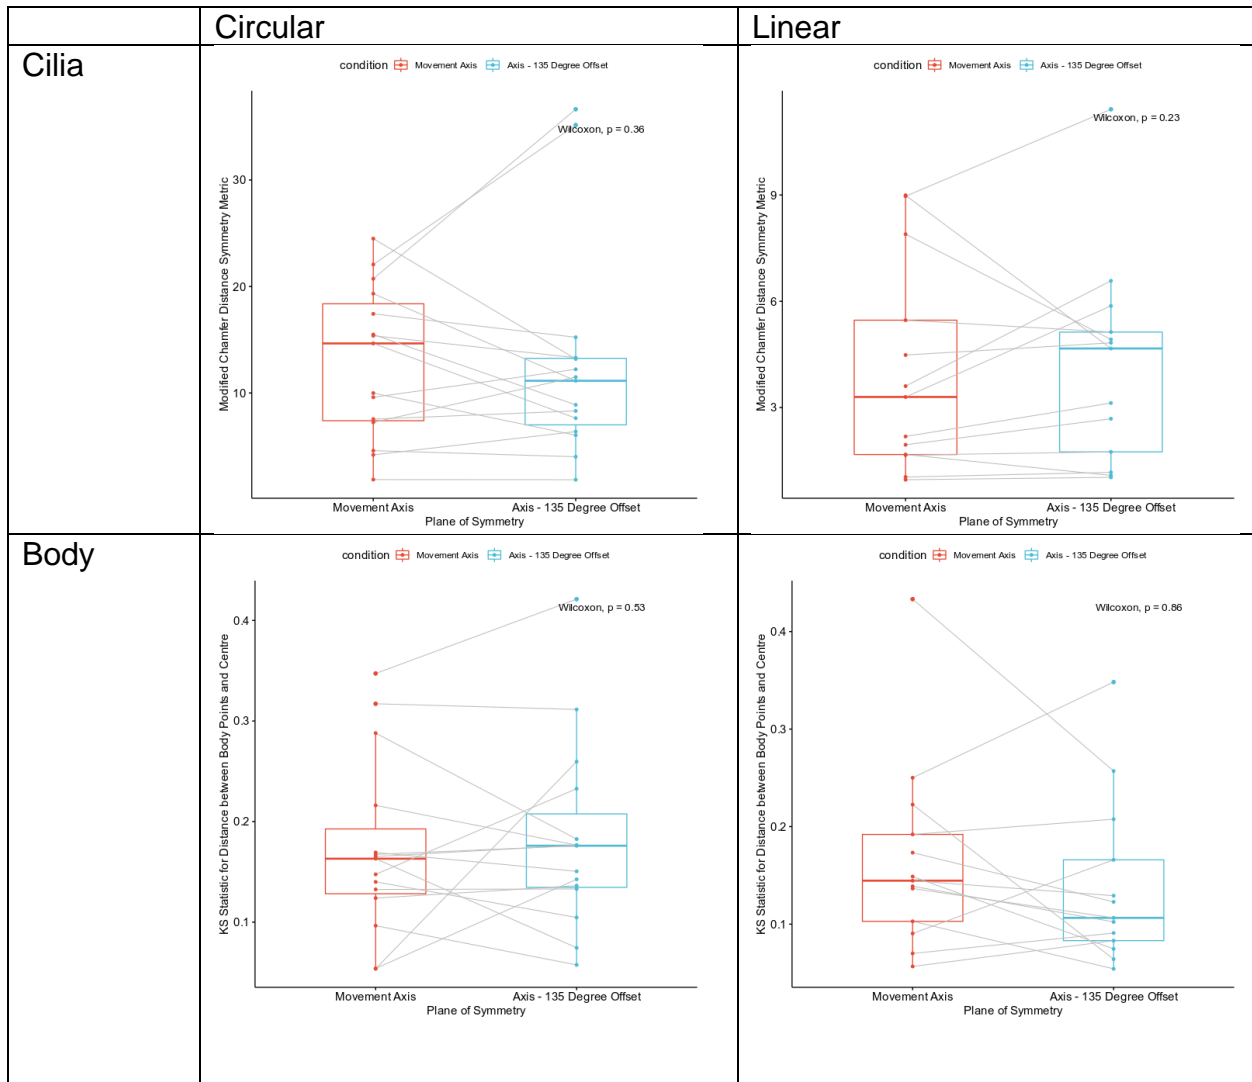 Circular
Linear
Cilia
condition Movement Axis Axis - 135 Degree Offset
Modified Chamfer Distance Symmetry Metric
30
20
10
Wilcoxon, p = 0.36
Movement Axis
Axis - 135 Degree Offset
Plane of Symmetry
condition Movement Axis Axis - 135 Degree Offset
Modified Chamfer Distance Symmetry Metric
9
6
3
Wilcoxon, p = 0.23
Movement Axis
Axis - 135 Degree Offset
Plane of Symmetry
Body
condition Movement Axis Axis - 135 Degree Offset
KS Statistic for Distance between Body Points and Centre
0.4
0.3
0.2
0.1
Wilcoxon, p = 0.53
Movement Axis
Axis - 135 Degree Offset
Plane of Symmetry
condition Movement Axis Axis - 135 Degree Offset
KS Statistic for Distance between Body Points and Centre
0.4
0.3
0.2
0.1
Wilcoxon, p = 0.86
Movement Axis
Axis - 135 Degree Offset
Plane of Symmetry